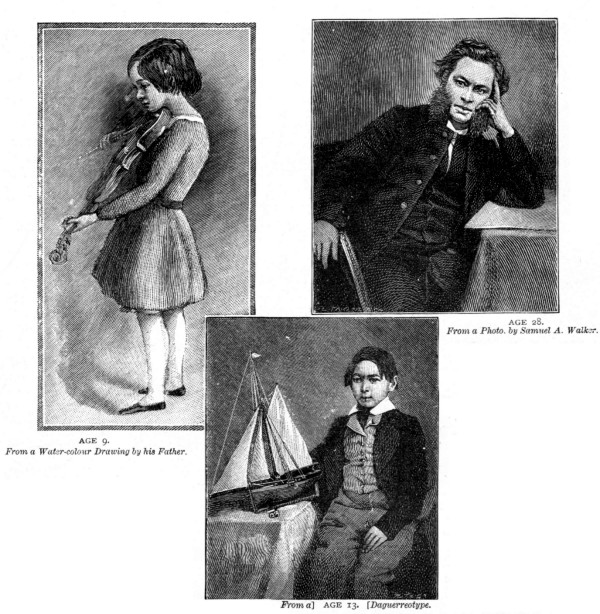 AGE 28.
From a Photo. by Samuel A. Walker.
AGE 9.
From a Water-colour Drawing by his Father.
From a] AGE 13. [Daguerreotype.